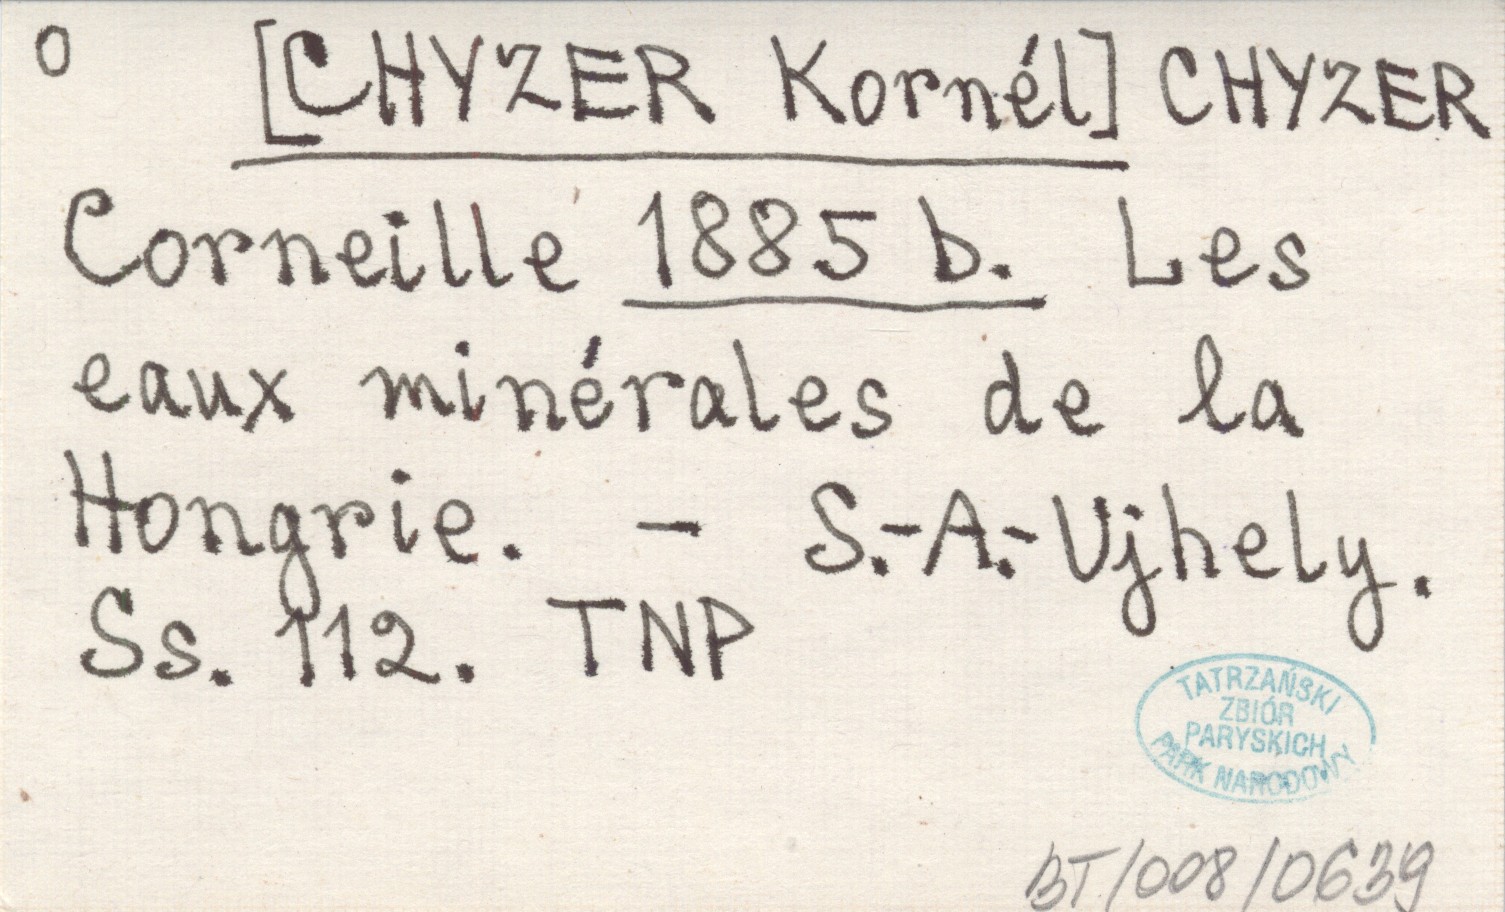 o [CHYZER Kornél] CHYZER
Corneille 1885 b. Les
eaux minérales de la
Hongrie. - S.-A.-Ujhely.
Ss. 112. TNP
TATRZAŃSKI
ZBIÓR
PARYSKICH
PARK NARODOWY
BT/008/0639